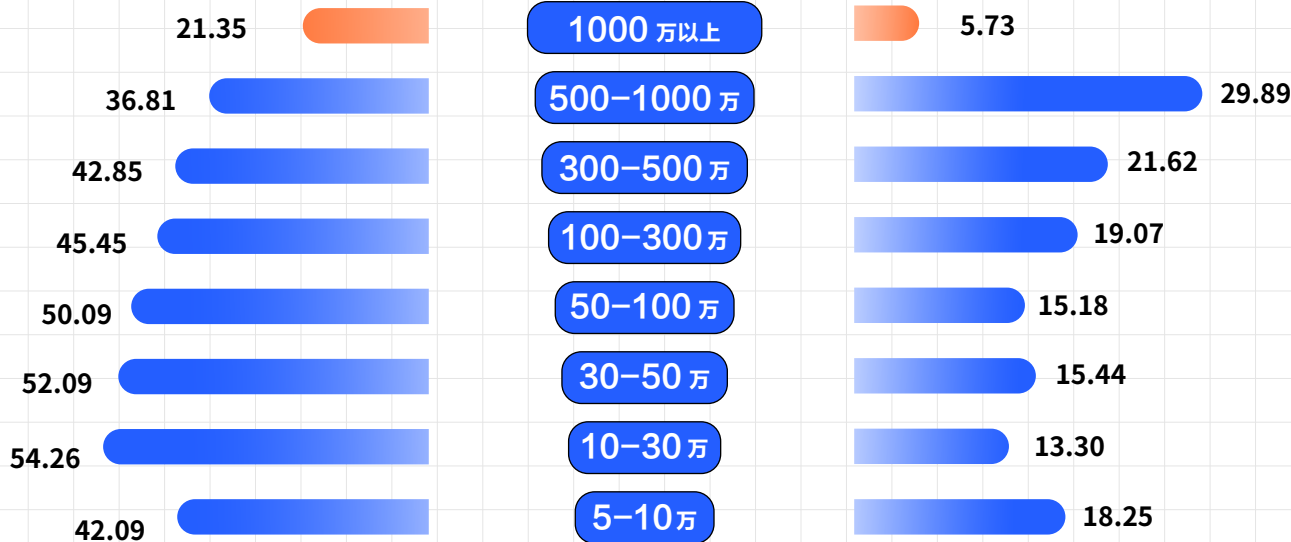 21.35 1000 万以上 5.73
36.81 500-1000 万 29.89
42.85 300-500 万 21.62
45.45 100-300 万 19.07
50.09 50-100 万 15.18
52.09 30-50 万 15.44
54.26 10-30 万 13.30
42.09 5-10 万 18.25